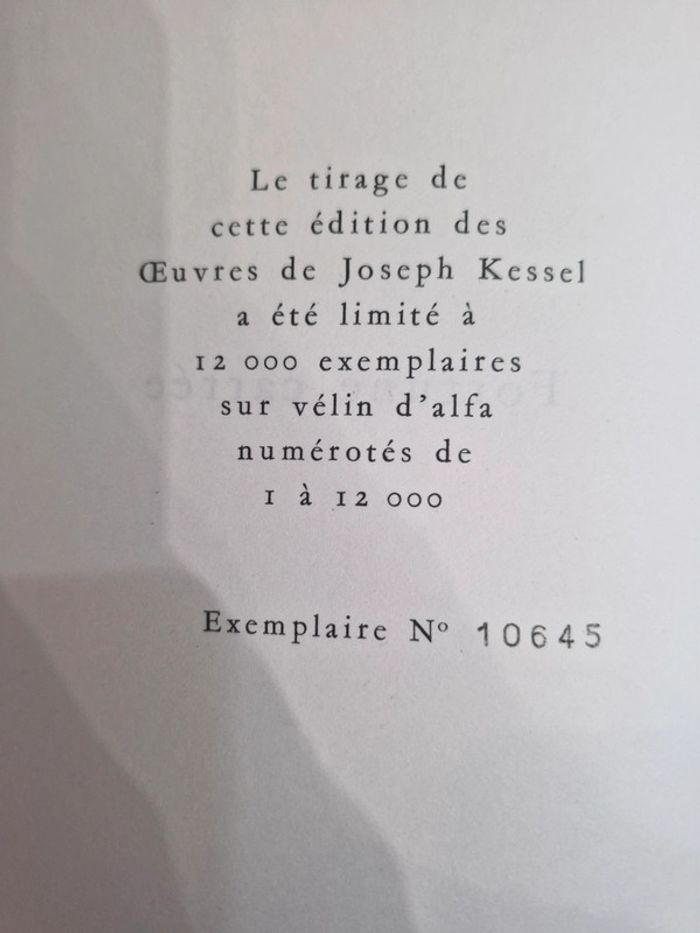 Le tirage de
cette édition des
Œuvres de Joseph Kessel
a été limité à
12 000 exemplaires
sur vélin d’alfa
numérotés de
1 à 12 000
Exemplaire Nº 10645